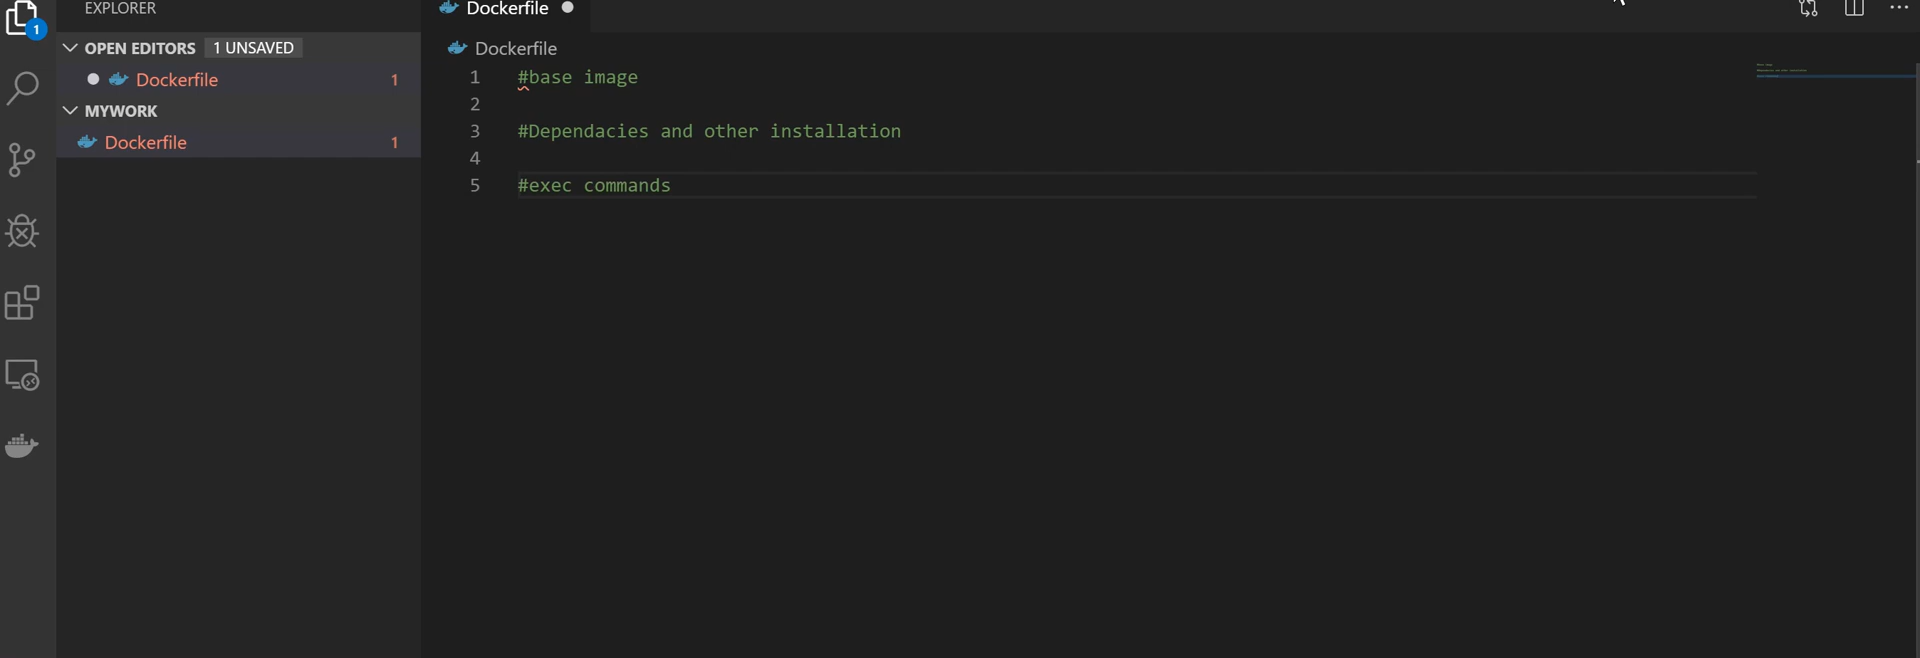 EXPLORER
OPEN EDITORS 1 UNSAVED
Dockerfile 1
MYWORK
Dockerfile 1
1
Dockerfile
Dockerfile
1 #base image
2
3 #Dependacies and other installation
4
5 #exec commands